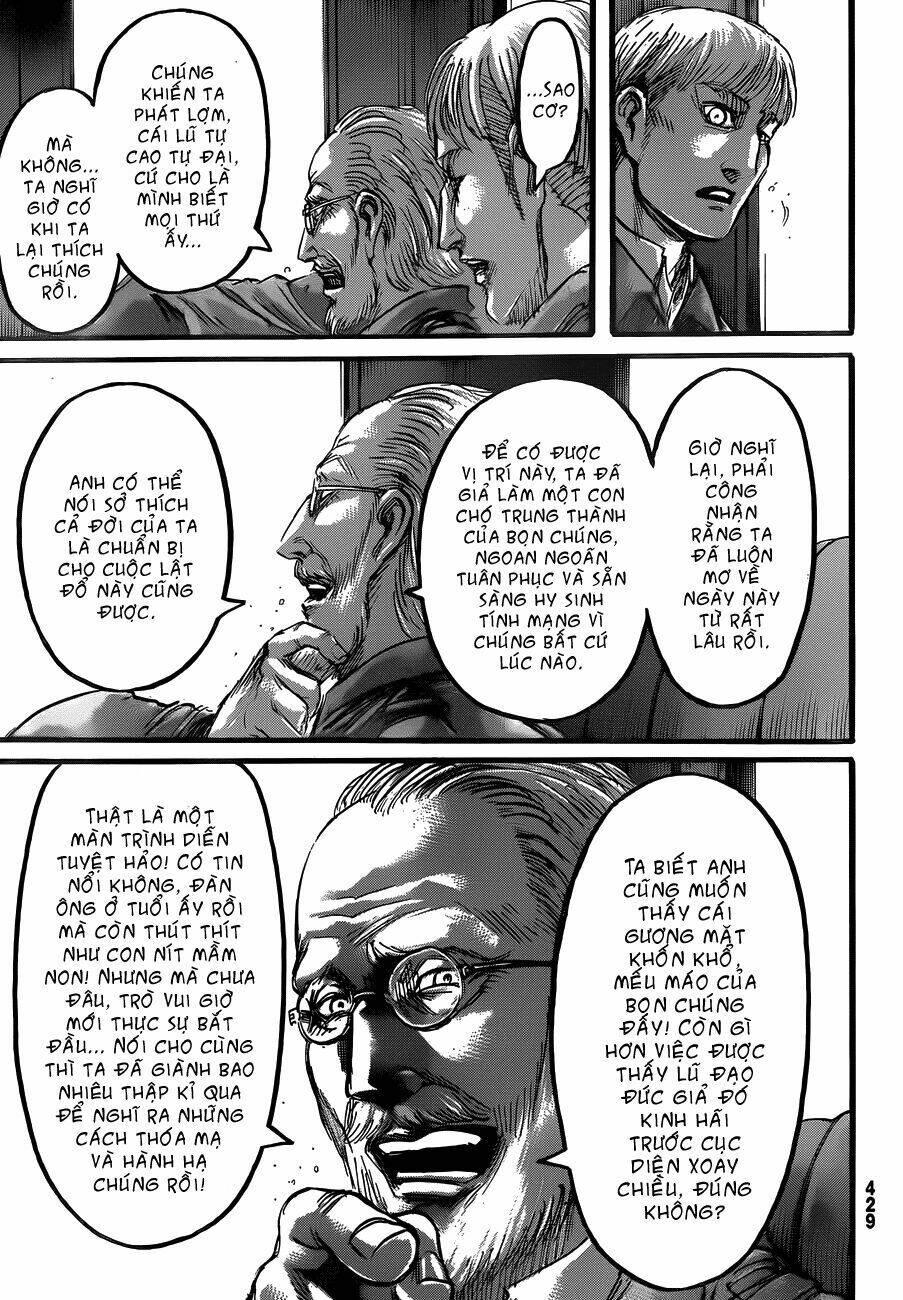 ...SAO
CƠ?
CHÚNG
KHIẾN TA
PHÁT LỢM,
CÁI LŨ TỰ
CAO TỰ ĐẠI,
CỨ CHO LÀ
MÌNH BIẾT
MỌI THỨ
ẤY...
MÀ
KHÔNG...
TA NGHĨ
GIỜ CÓ
KHI TA
LẠI THÍCH
CHÚNG
RỒI.
GIỜ NGHĨ
LẠI, PHẢI
CÔNG
NHẬN
RẰNG TA
ĐÃ LUÔN
MƠ VỀ
NGÀY NÀY
TỪ RẤT
LÂU RỒI.
ĐỂ CÓ ĐƯỢC
VỊ TRÍ NÀY, TA ĐÃ
GIẢ LÀM MỘT CON
CHÓ TRUNG THÀNH
CỦA BỌN CHÚNG,
NGOAN NGOÃN
TUÂN PHỤC VÀ SẴN
SÀNG HY SINH
TÍNH MẠNG VÌ
CHÚNG BẤT CỨ
LÚC NÀO.
ANH CÓ THỂ
NÓI SỞ THÍCH
CẢ ĐỜI CỦA TA
LÀ CHUẨN BỊ
CHO CUỘC LẬT
ĐỔ NÀY CŨNG
ĐƯỢC.
TA BIẾT ANH
CŨNG MUỐN
THẤY CÁI
GƯƠNG MẶT
KHỐN KHỔ,
MẾU MÁO CỦA
BỌN CHÚNG
ĐẤY! CÒN GÌ
HƠN VIỆC ĐƯỢC
THẤY LŨ ĐẠO
ĐỨC GIẢ ĐÓ
KINH HÃI
TRƯỚC CỤC
DIỆN XOAY
CHIỀU, ĐÚNG
KHÔNG?
THẬT LÀ MỘT
MÀN TRÌNH DIỄN
TUYỆT HẢO! CÓ TIN
NỔI KHÔNG, ĐÀN
ÔNG Ở TUỔI ẤY RỒI
MÀ CÒN THÚT THÍT
NHƯ CON NÍT MẦM
NON! NHƯNG MÀ CHƯA
ĐÂU, TRÒ VUI GIỜ
MỚI THỰC SỰ BẮT
ĐẦU... NÓI CHO CÙNG
THÌ TA ĐÃ GIÀNH BAO
NHIÊU THẬP KỈ QUA
ĐỂ NGHĨ RA NHỮNG
CÁCH THÓA MẠ
VÀ HÀNH HẠ
CHÚNG RỒI!
429